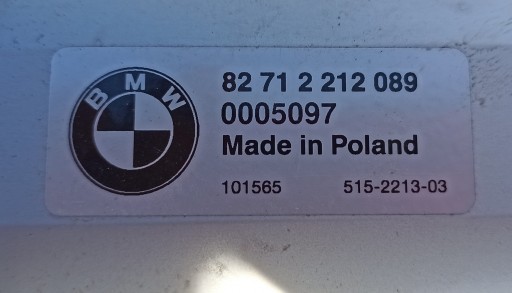 BMW
82 71 2 212 089
0005097
Made in Poland
101565 515-2213-03